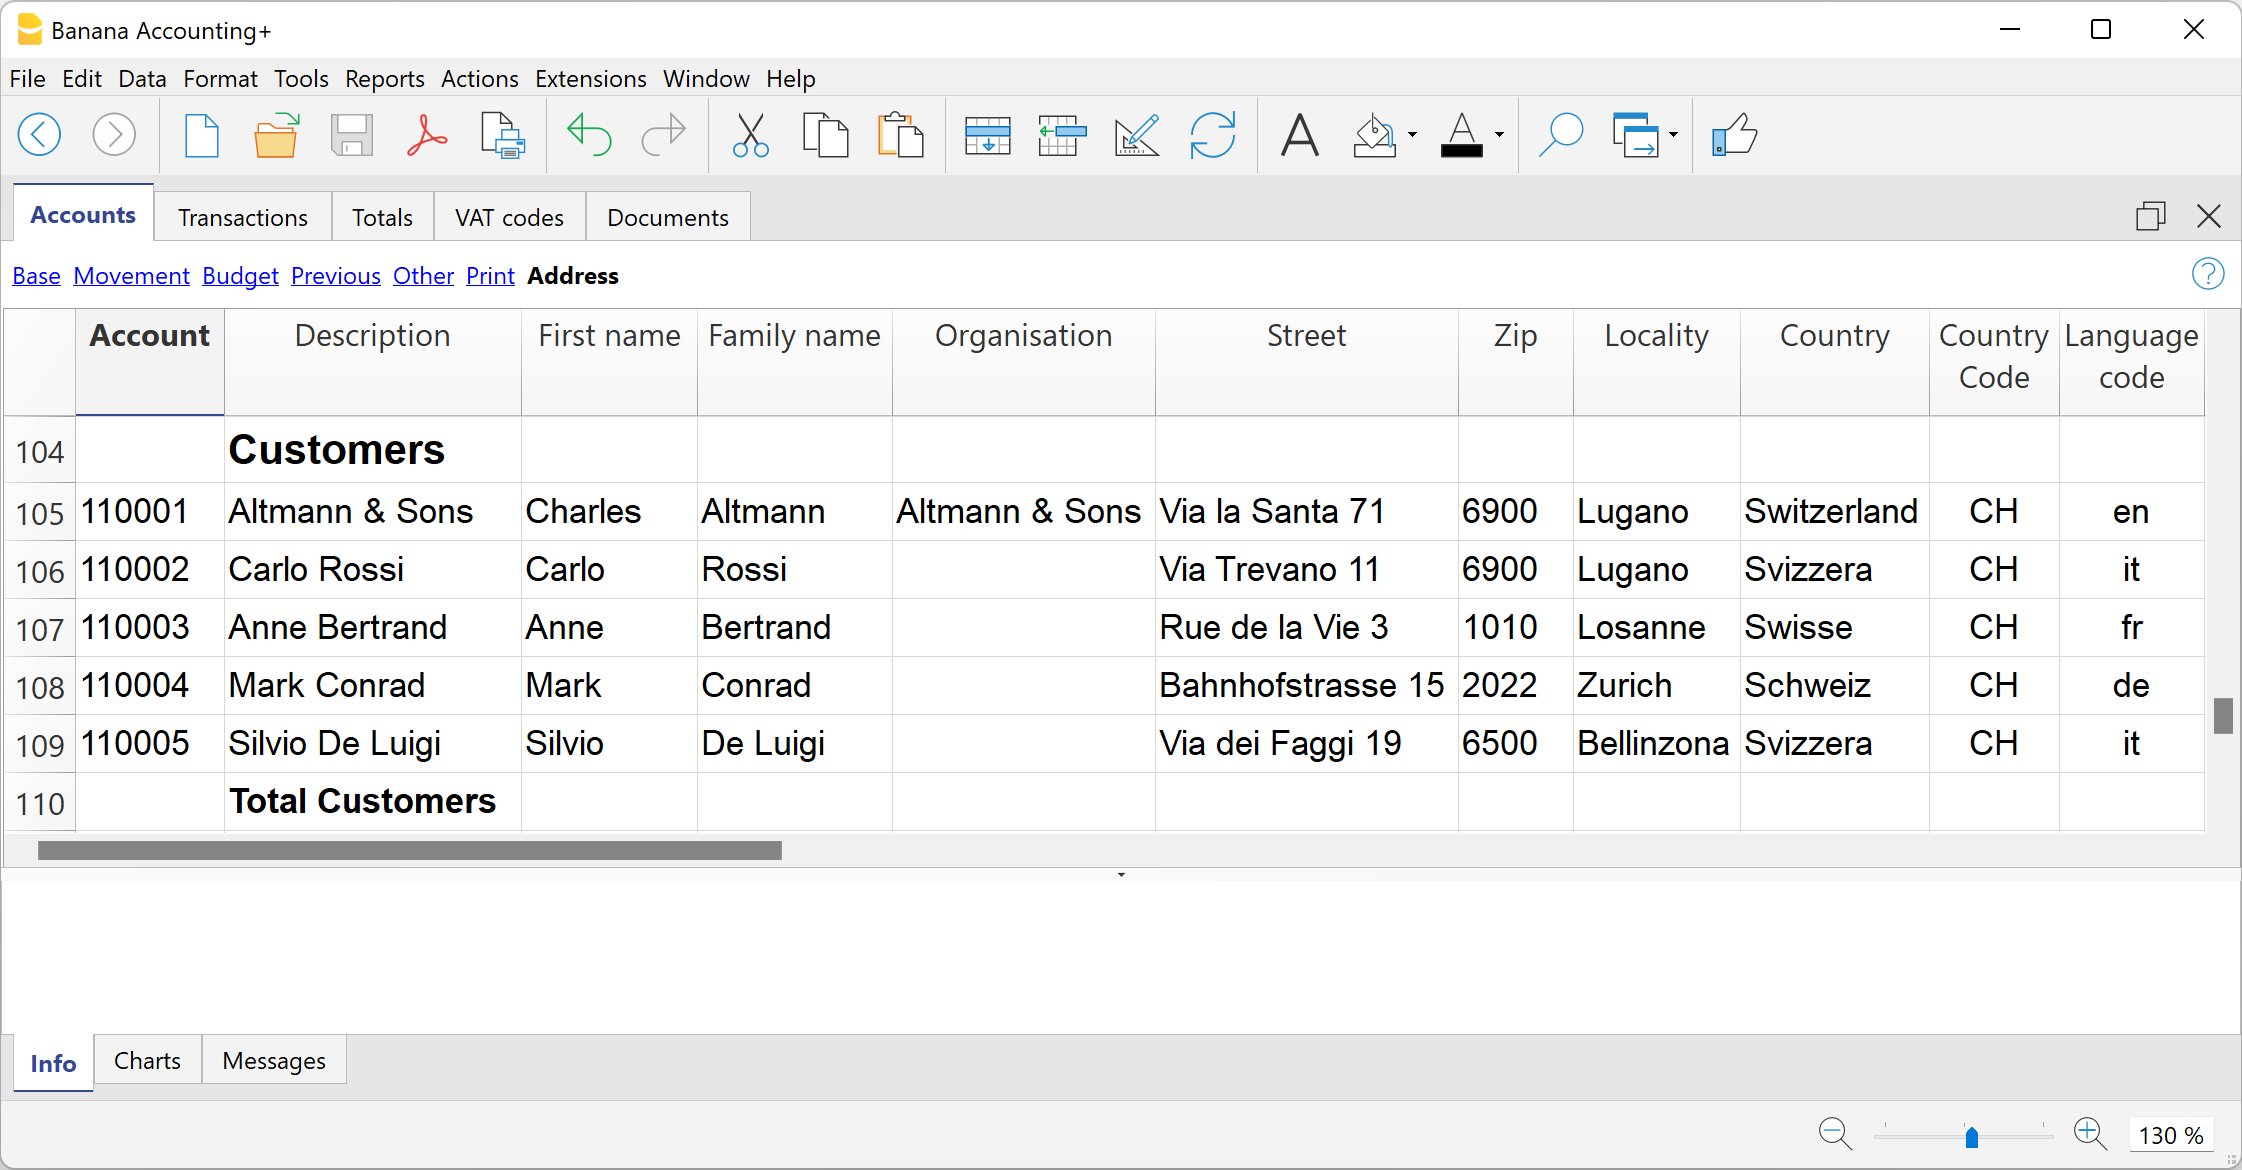 Banana Accounting+
File Edit Data Format Tools Reports Actions Extensions Window Help
Accounts Transactions Totals VAT codes Documents
Base Movement Budget Previous Other Print Address
Account Description First name Family name Organisation Street Zip Locality Country Country Code Language code
104 Customers
105 110001 Altmann & Sons Charles Altmann Altmann & Sons Via la Santa 71 6900 Lugano Switzerland CH en
106 110002 Carlo Rossi Carlo Rossi Via Trevano 11 6900 Lugano Svizzera CH it
107 110003 Anne Bertrand Anne Bertrand Rue de la Vie 3 1010 Losanne Swisse CH fr
108 110004 Mark Conrad Mark Conrad Bahnhofstrasse 15 2022 Zurich Schweiz CH de
109 110005 Silvio De Luigi Silvio De Luigi Via dei Faggi 19 6500 Bellinzona Svizzera CH it
110 Total Customers
Info Charts Messages
130 %